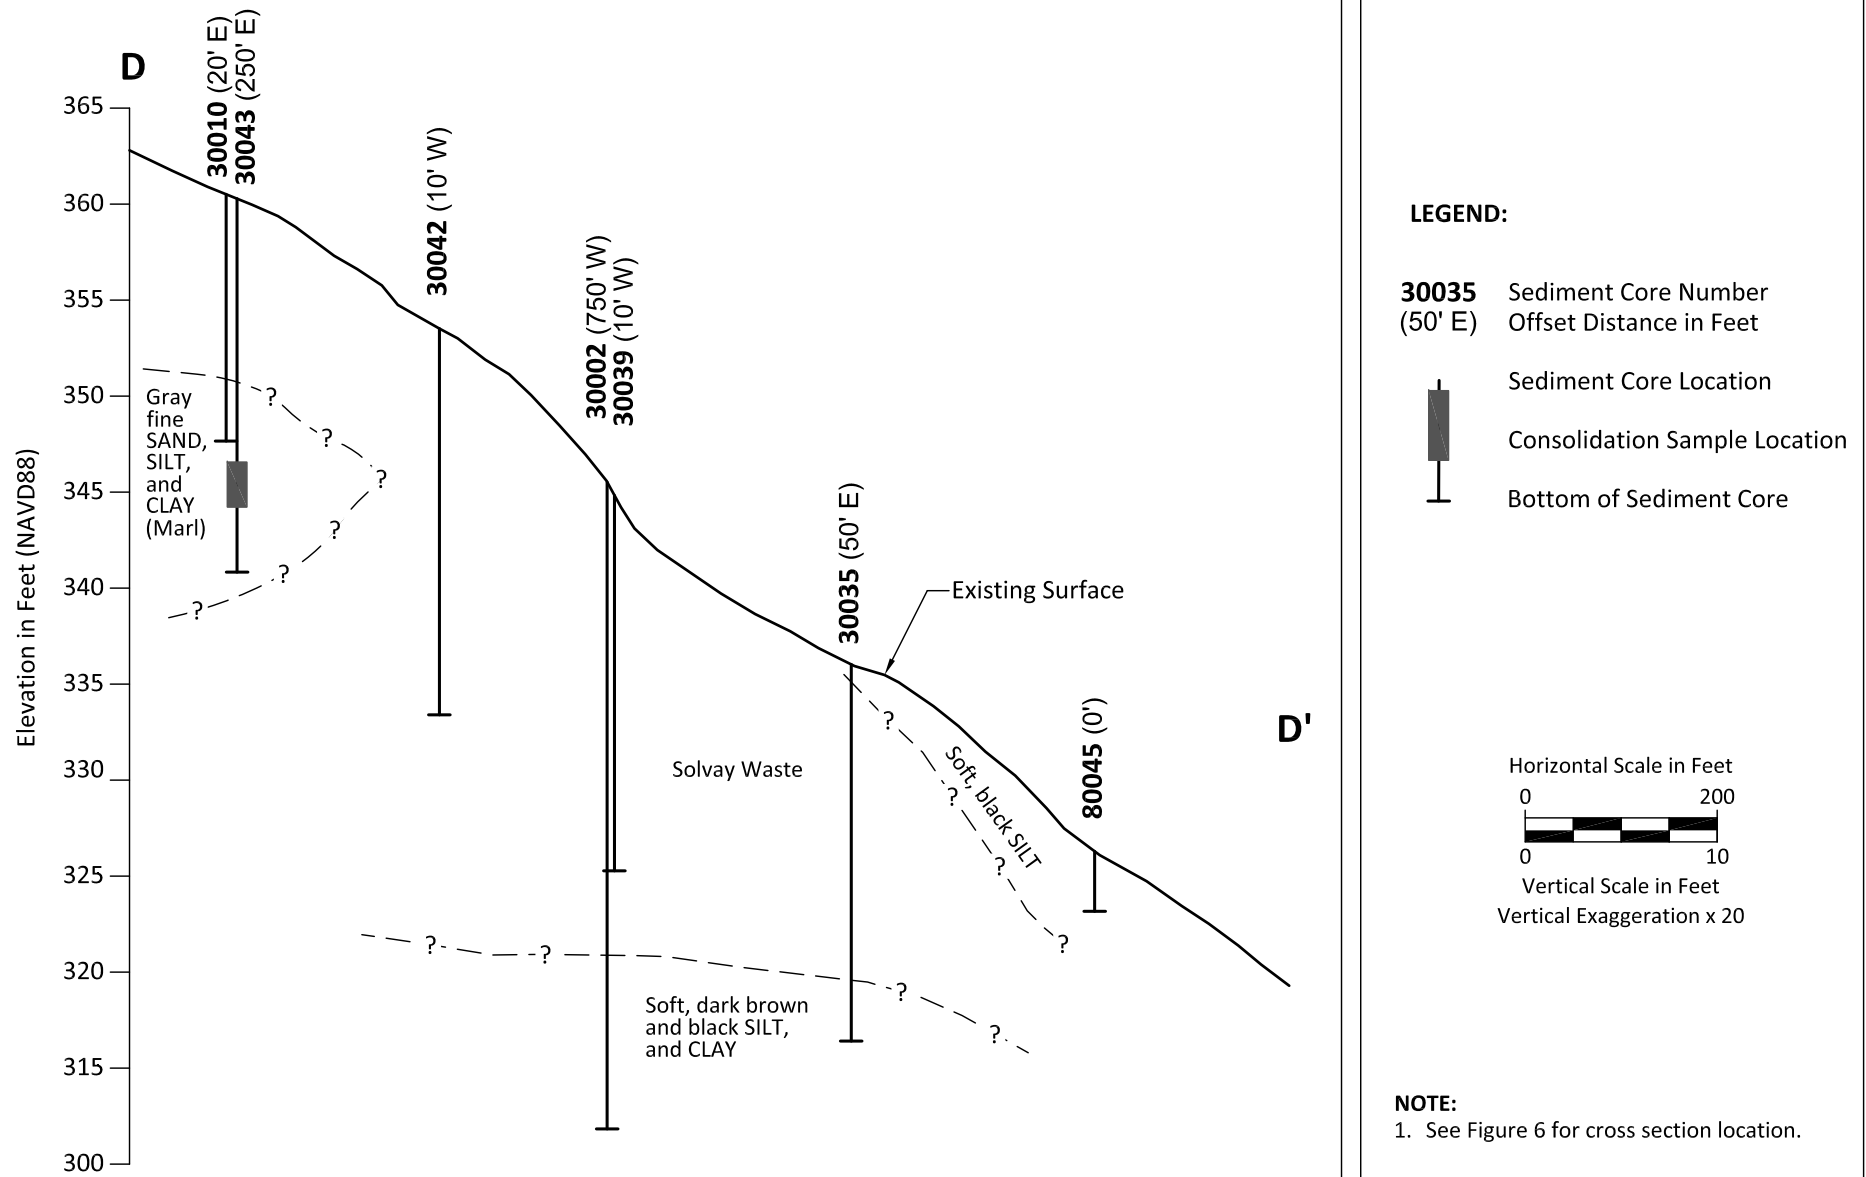 D
30010 (20' E)
30043 (250' E)
30042 (10' W)
30002 (750' W)
30039 (10' W)
30035 (50' E)
80045 (0')
D'
Elevation in Feet (NAVD88)
365
360
355
350
345
340
335
330
325
320
315
300
Gray
fine
SAND,
SILT,
and
CLAY
(Marl)
?
?
?
?
?
?
Existing Surface
Solvay Waste
Soft, black SILT
?
?
?
?
?
?
?
?
Soft, dark brown
and black SILT,
and CLAY
LEGEND:
30035 Sediment Core Number
(50' E) Offset Distance in Feet
Sediment Core Location
Consolidation Sample Location
Bottom of Sediment Core
Horizontal Scale in Feet
0 200
0 10
Vertical Scale in Feet
Vertical Exaggeration x 20
NOTE:
1. See Figure 6 for cross section location.